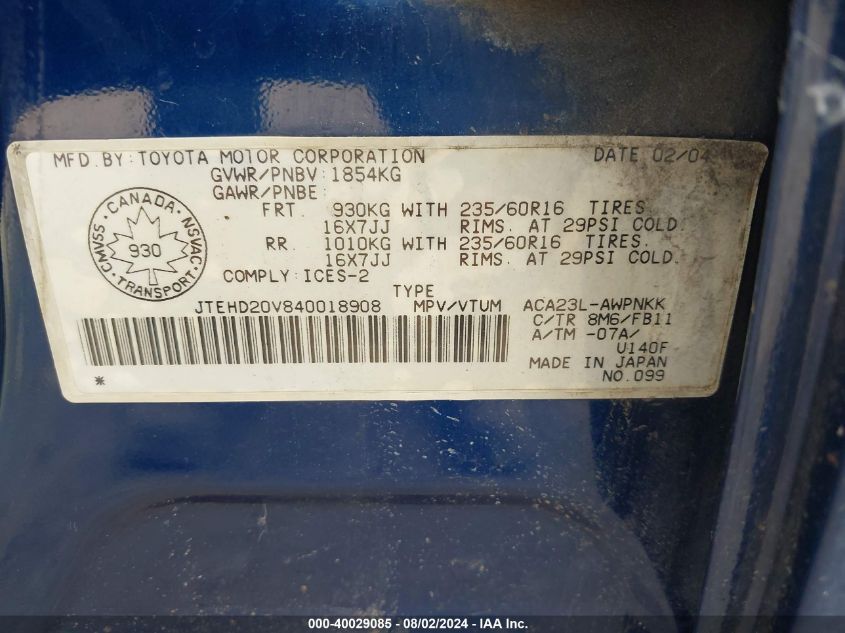 MFD.BY:TOYOTA MOTOR CORPORATION DATE 02/04
GVWR/PNBV:1854KG
GAWR/PNBE:
FRT. 930KG WITH 235/60R16 TIRES
16X7JJ RIMS. AT 29PSI COLD.
RR. 1010KG WITH 235/60R16 TIRES.
16X7JJ RIMS. AT 29PSI COLD.
CANADA
CMVSS NSVAC
930
TRANSPORT
COMPLY:ICES-2
TYPE
JTEHD20V840018908 MPV/VTUM ACA23L-AWPNKK
C/TR 8M6/FB11
A/TM -07A/
U140F
MADE IN JAPAN
* NO.099
000-40029085 - 08/02/2024 - IAA Inc.